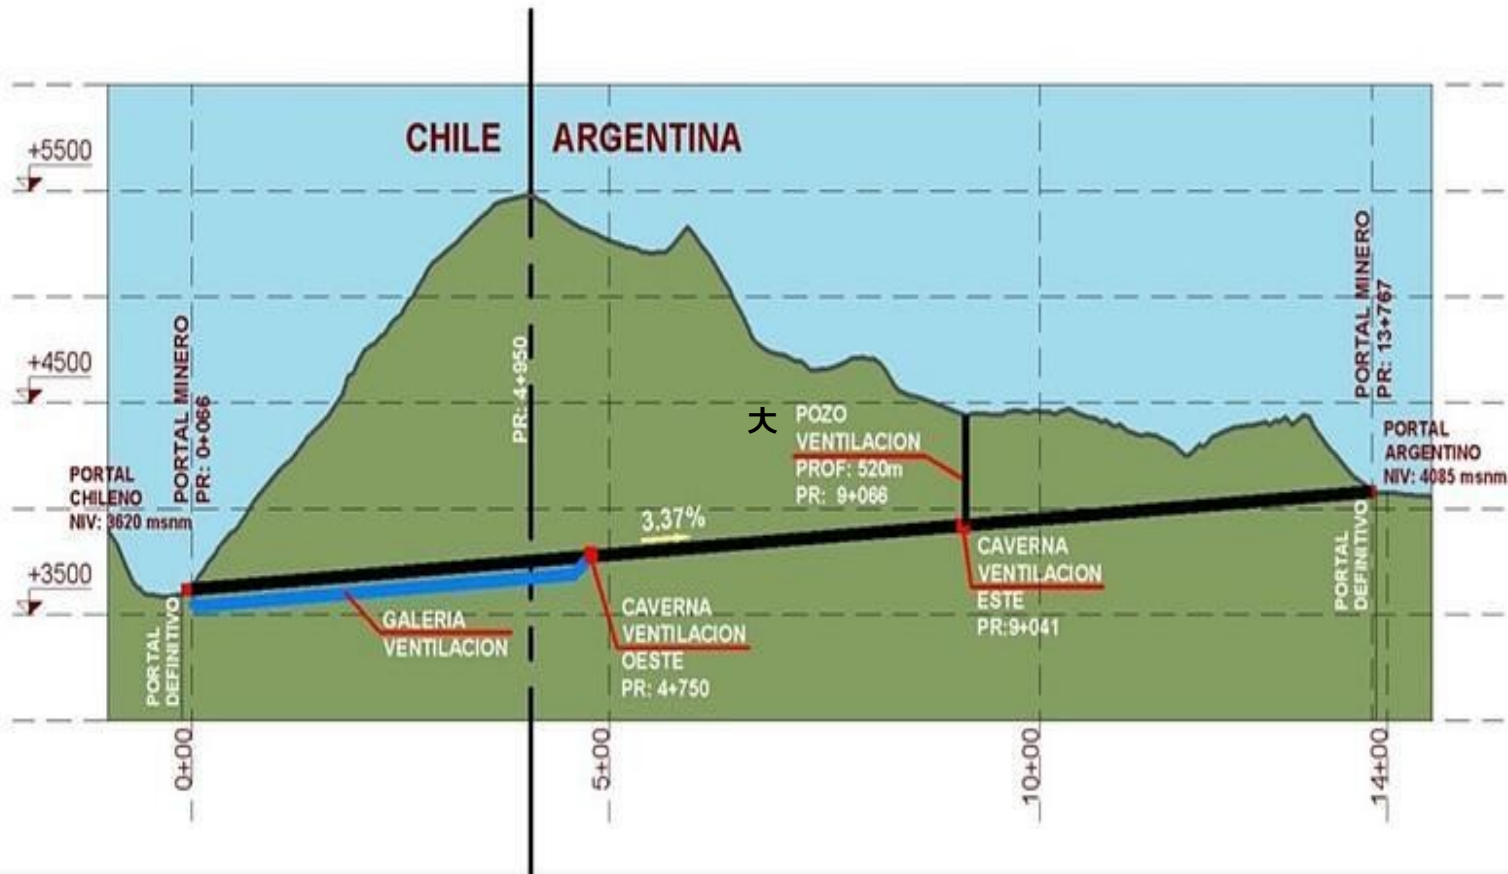 CHILE
ARGENTINA
+5500
+4500
+3500
PORTAL MINERO
PR: 0+066
PORTAL
CHILENO
NIV: 3620 msnm
PORTAL
DEFINITIVO
PR: 4+950
GALERIA
VENTILACION
3.37%
CAVERNA
VENTILACION
OESTE
PR: 4+750
大
POZO
VENTILACION
PROF: 520m
PR: 9+066
CAVERNA
VENTILACION
ESTE
PR:9+041
PORTAL MINERO
PR: 13+767
PORTAL
ARGENTINO
NIV: 4085 msnm
PORTAL
DEFINITIVO
0+00
5+00
10+00
14+00